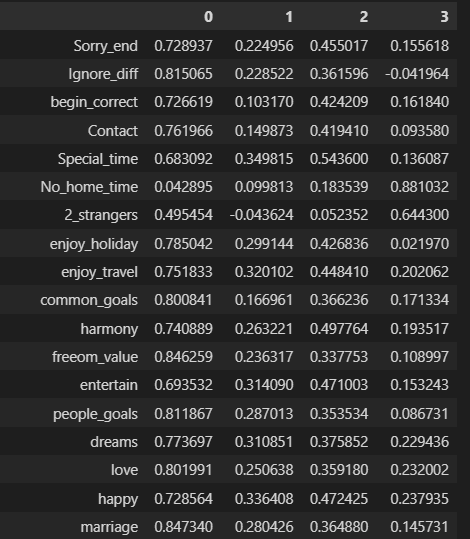 0 1 2 3
Sorry_end 0.728937 0.224956 0.455017 0.155618
Ignore_diff 0.815065 0.228522 0.361596 -0.041964
begin_correct 0.726619 0.103170 0.424209 0.161840
Contact 0.761966 0.149873 0.419410 0.093580
Special_time 0.683092 0.349815 0.543600 0.136087
No_home_time 0.042895 0.099813 0.183539 0.881032
2_strangers 0.495454 -0.043624 0.052352 0.644300
enjoy_holiday 0.785042 0.299144 0.426836 0.021970
enjoy_travel 0.751833 0.320102 0.448410 0.202062
common_goals 0.800841 0.166961 0.366236 0.171334
harmony 0.740889 0.263221 0.497764 0.193517
freeom_value 0.846259 0.236317 0.337753 0.108997
entertain 0.693532 0.314090 0.471003 0.153243
people_goals 0.811867 0.287013 0.353534 0.086731
dreams 0.773697 0.310851 0.375852 0.229436
love 0.801991 0.250638 0.359180 0.232002
happy 0.728564 0.336408 0.472425 0.237935
marriage 0.847340 0.280426 0.364880 0.145731